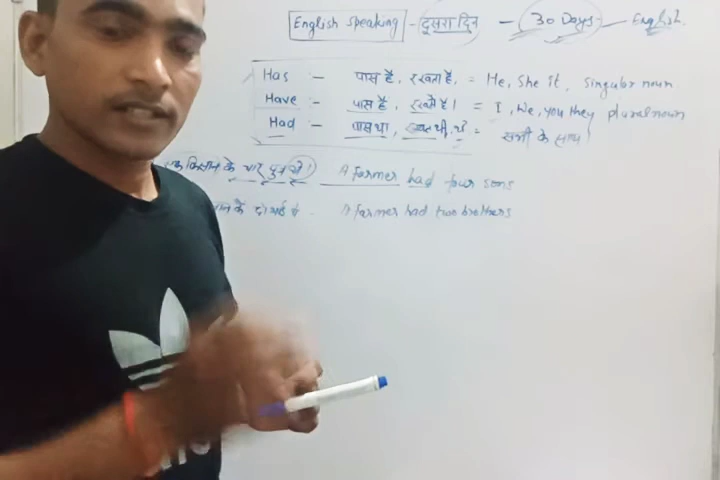 English Speaking - दुसरा दिन - 30 Days - English.
Has :- पास है, रखता है, = He, She It, Singular noun
Have :- पास है, रखते है। = I, We, You they plural noun
Had :- पास था, थी, थे = सभी के साथ।
किसान के चार पुत्र थे। A farmer had four sons
के दो भाई थे - A farmer had two brothers